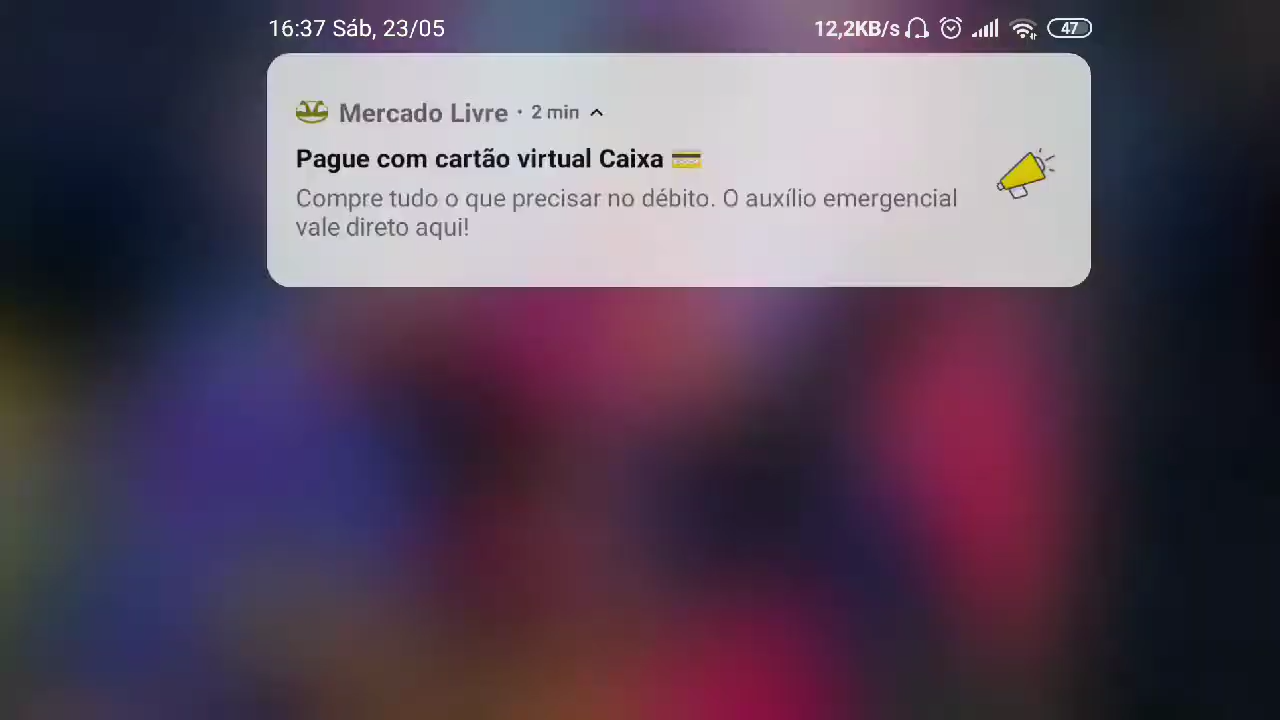 16:37 Sáb, 23/05 12,2KB/s 47
Mercado Livre · 2 min
Pague com cartão virtual Caixa
Compre tudo o que precisar no débito. O auxílio emergencial
vale direto aqui!